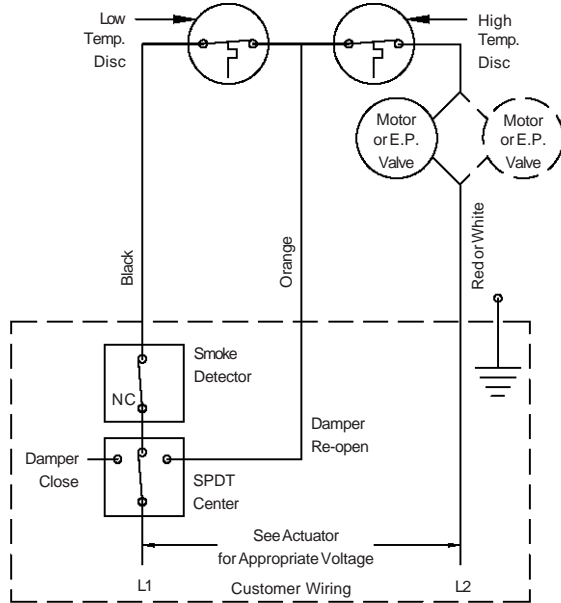 Low
Temp.
Disc
High
Temp.
Disc
Motor
or E.P.
Valve
Motor
or E.P.
Valve
Black
Orange
Red or White
Smoke
Detector
NC
Damper
Re-open
Damper
Close
SPDT
Center
See Actuator
for Appropriate Voltage
L1
Customer Wiring
L2